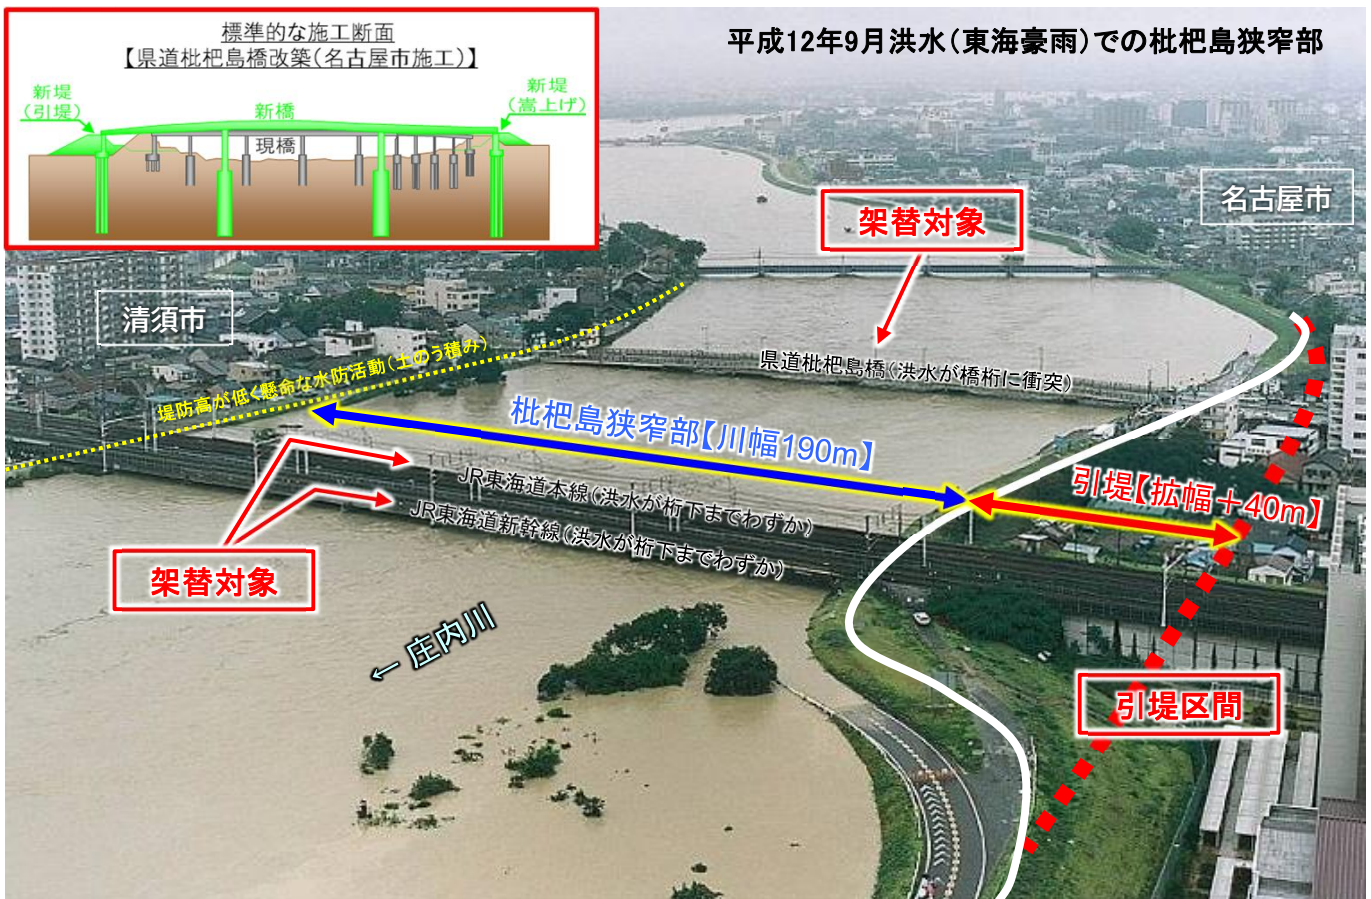 標準的な施工断面
【県道枇杷島橋改築(名古屋市施工)】
新堤
(引堤)
新橋
新堤
(嵩上げ)
現橋
平成12年9月洪水(東海豪雨)での枇杷島狭窄部
名古屋市
架替対象
清須市
堤防高が低く懸命な水防活動(土のう積み)
県道枇杷島橋(洪水が橋桁に衝突)
枇杷島狭窄部【川幅190m】
引堤【拡幅+40m】
JR東海道本線(洪水が桁下までわずか)
JR東海道新幹線(洪水が桁下までわずか)
架替対象
←庄内川
引堤区間